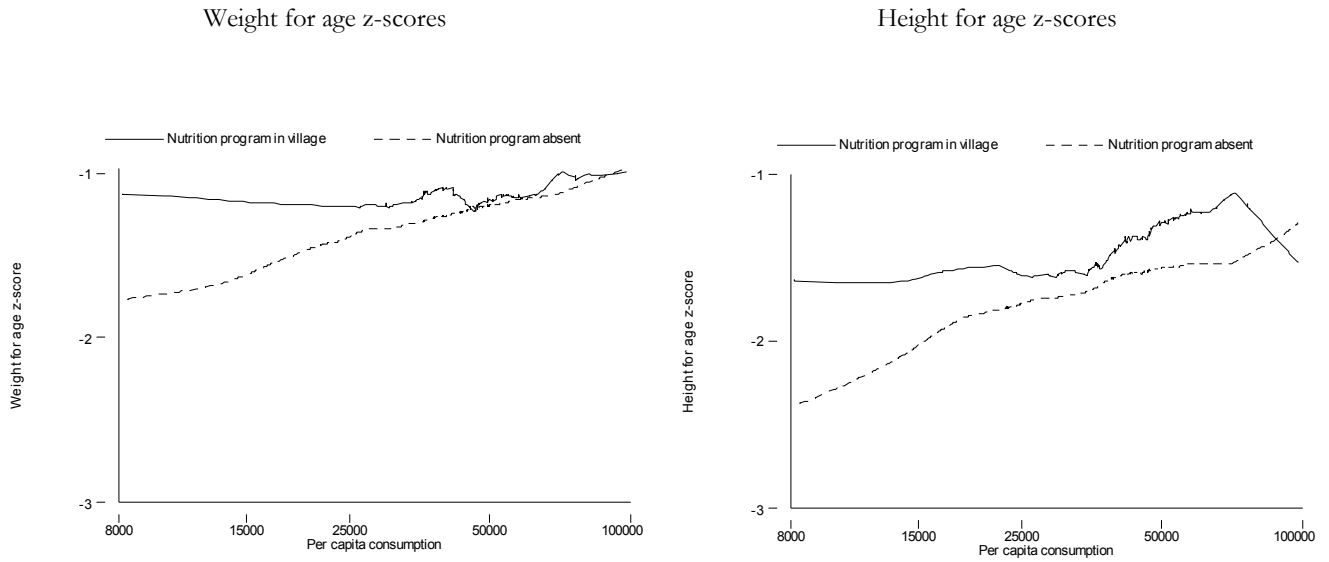 Weight for age z-scores
Nutrition program in village
Nutrition program absent
-1
-2
-3
Weight for age z-score
8000
15000
25000
50000
100000
Per capita consumption
Height for age z-scores
Nutrition program in village
Nutrition program absent
-1
-2
-3
Height for age z-score
8000
15000
25000
50000
100000
Per capita consumption